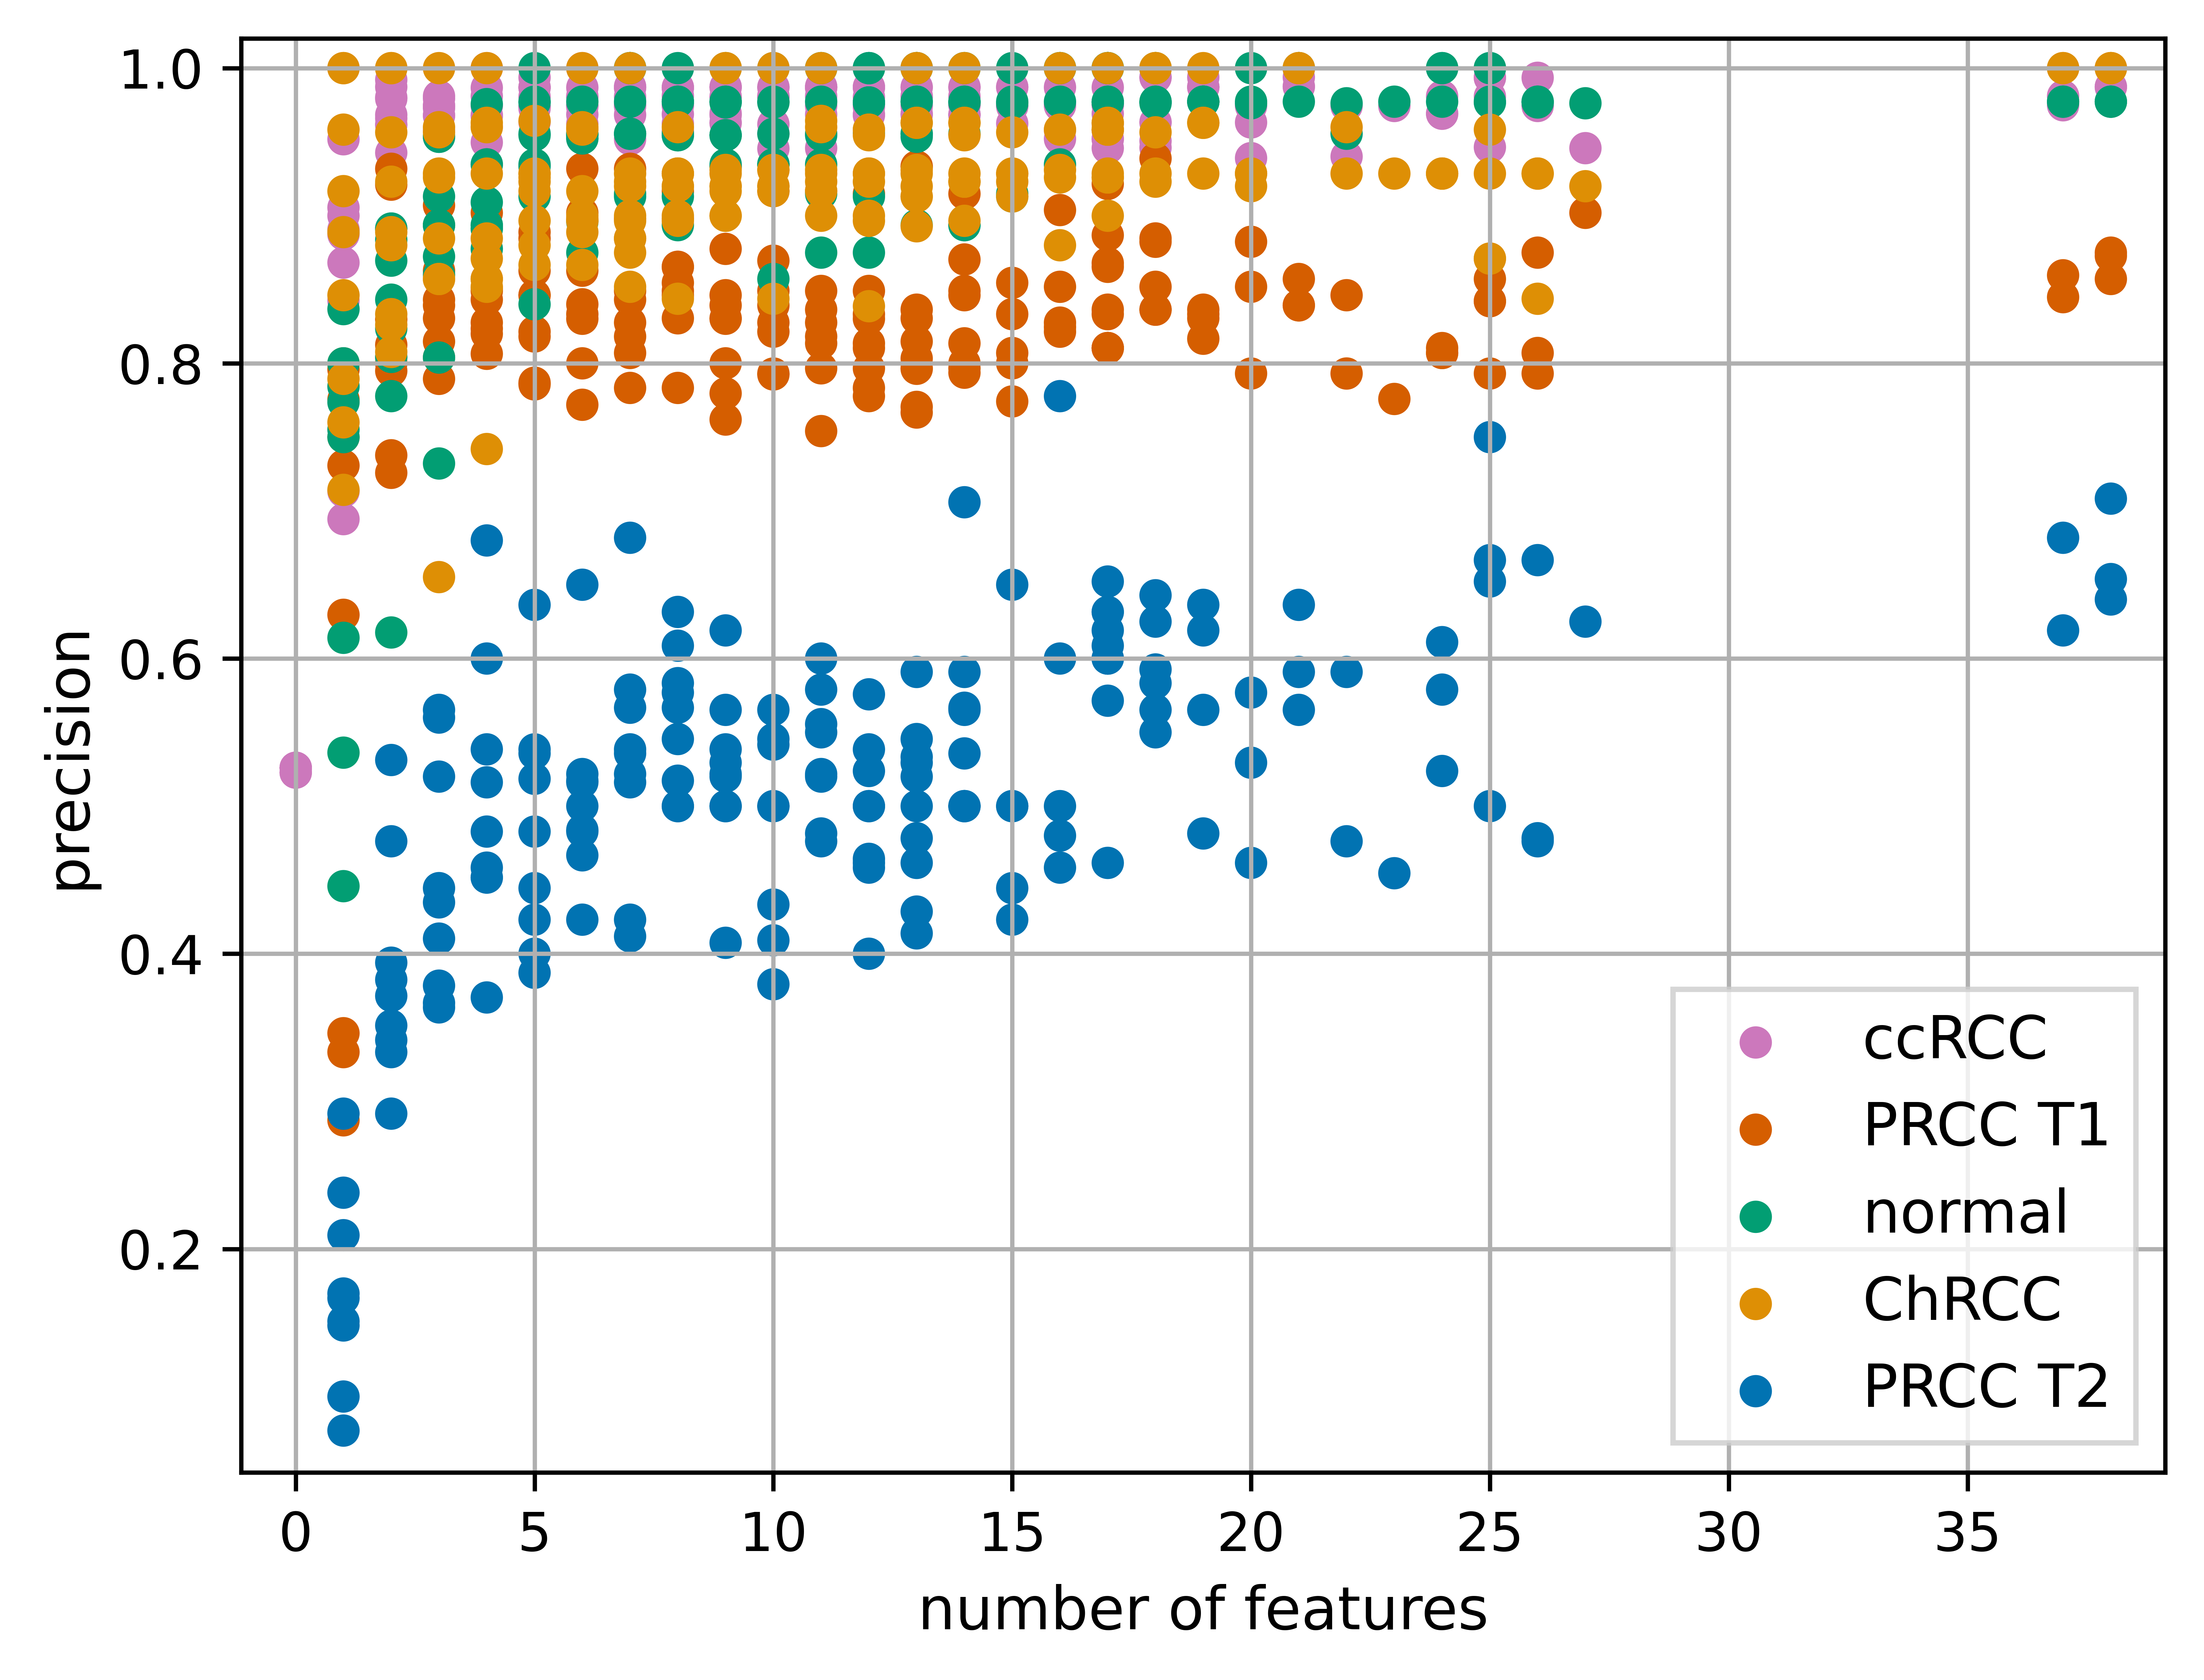 1.0
0.8
0.6
0.4
0.2
precision
0
5
10
15
20
25
30
35
number of features
ccRCC
PRCC T1
normal
ChRCC
PRCC T2